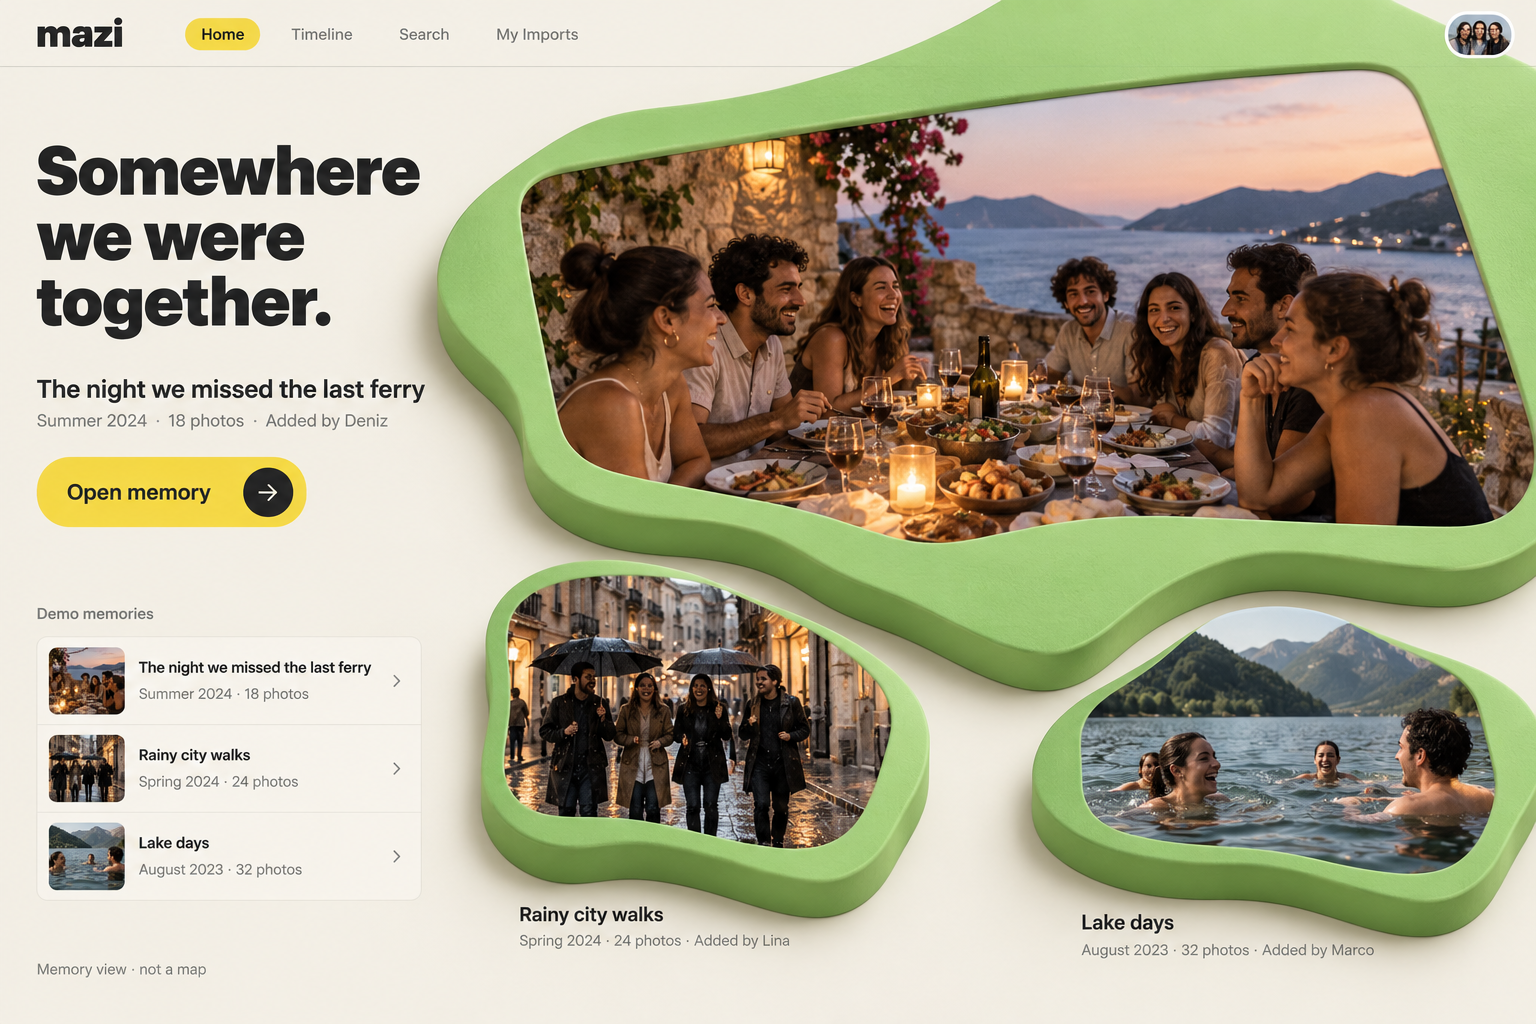 mazi
Home
Timeline
Search
My Imports
Somewhere
we were
together.
The night we missed the last ferry
Summer 2024 · 18 photos · Added by Deniz
Open memory
Demo memories
The night we missed the last ferry
Summer 2024 · 18 photos
Rainy city walks
Spring 2024 · 24 photos
Lake days
August 2023 · 32 photos
Memory view · not a map
Rainy city walks
Spring 2024 · 24 photos · Added by Lina
Lake days
August 2023 · 32 photos · Added by Marco